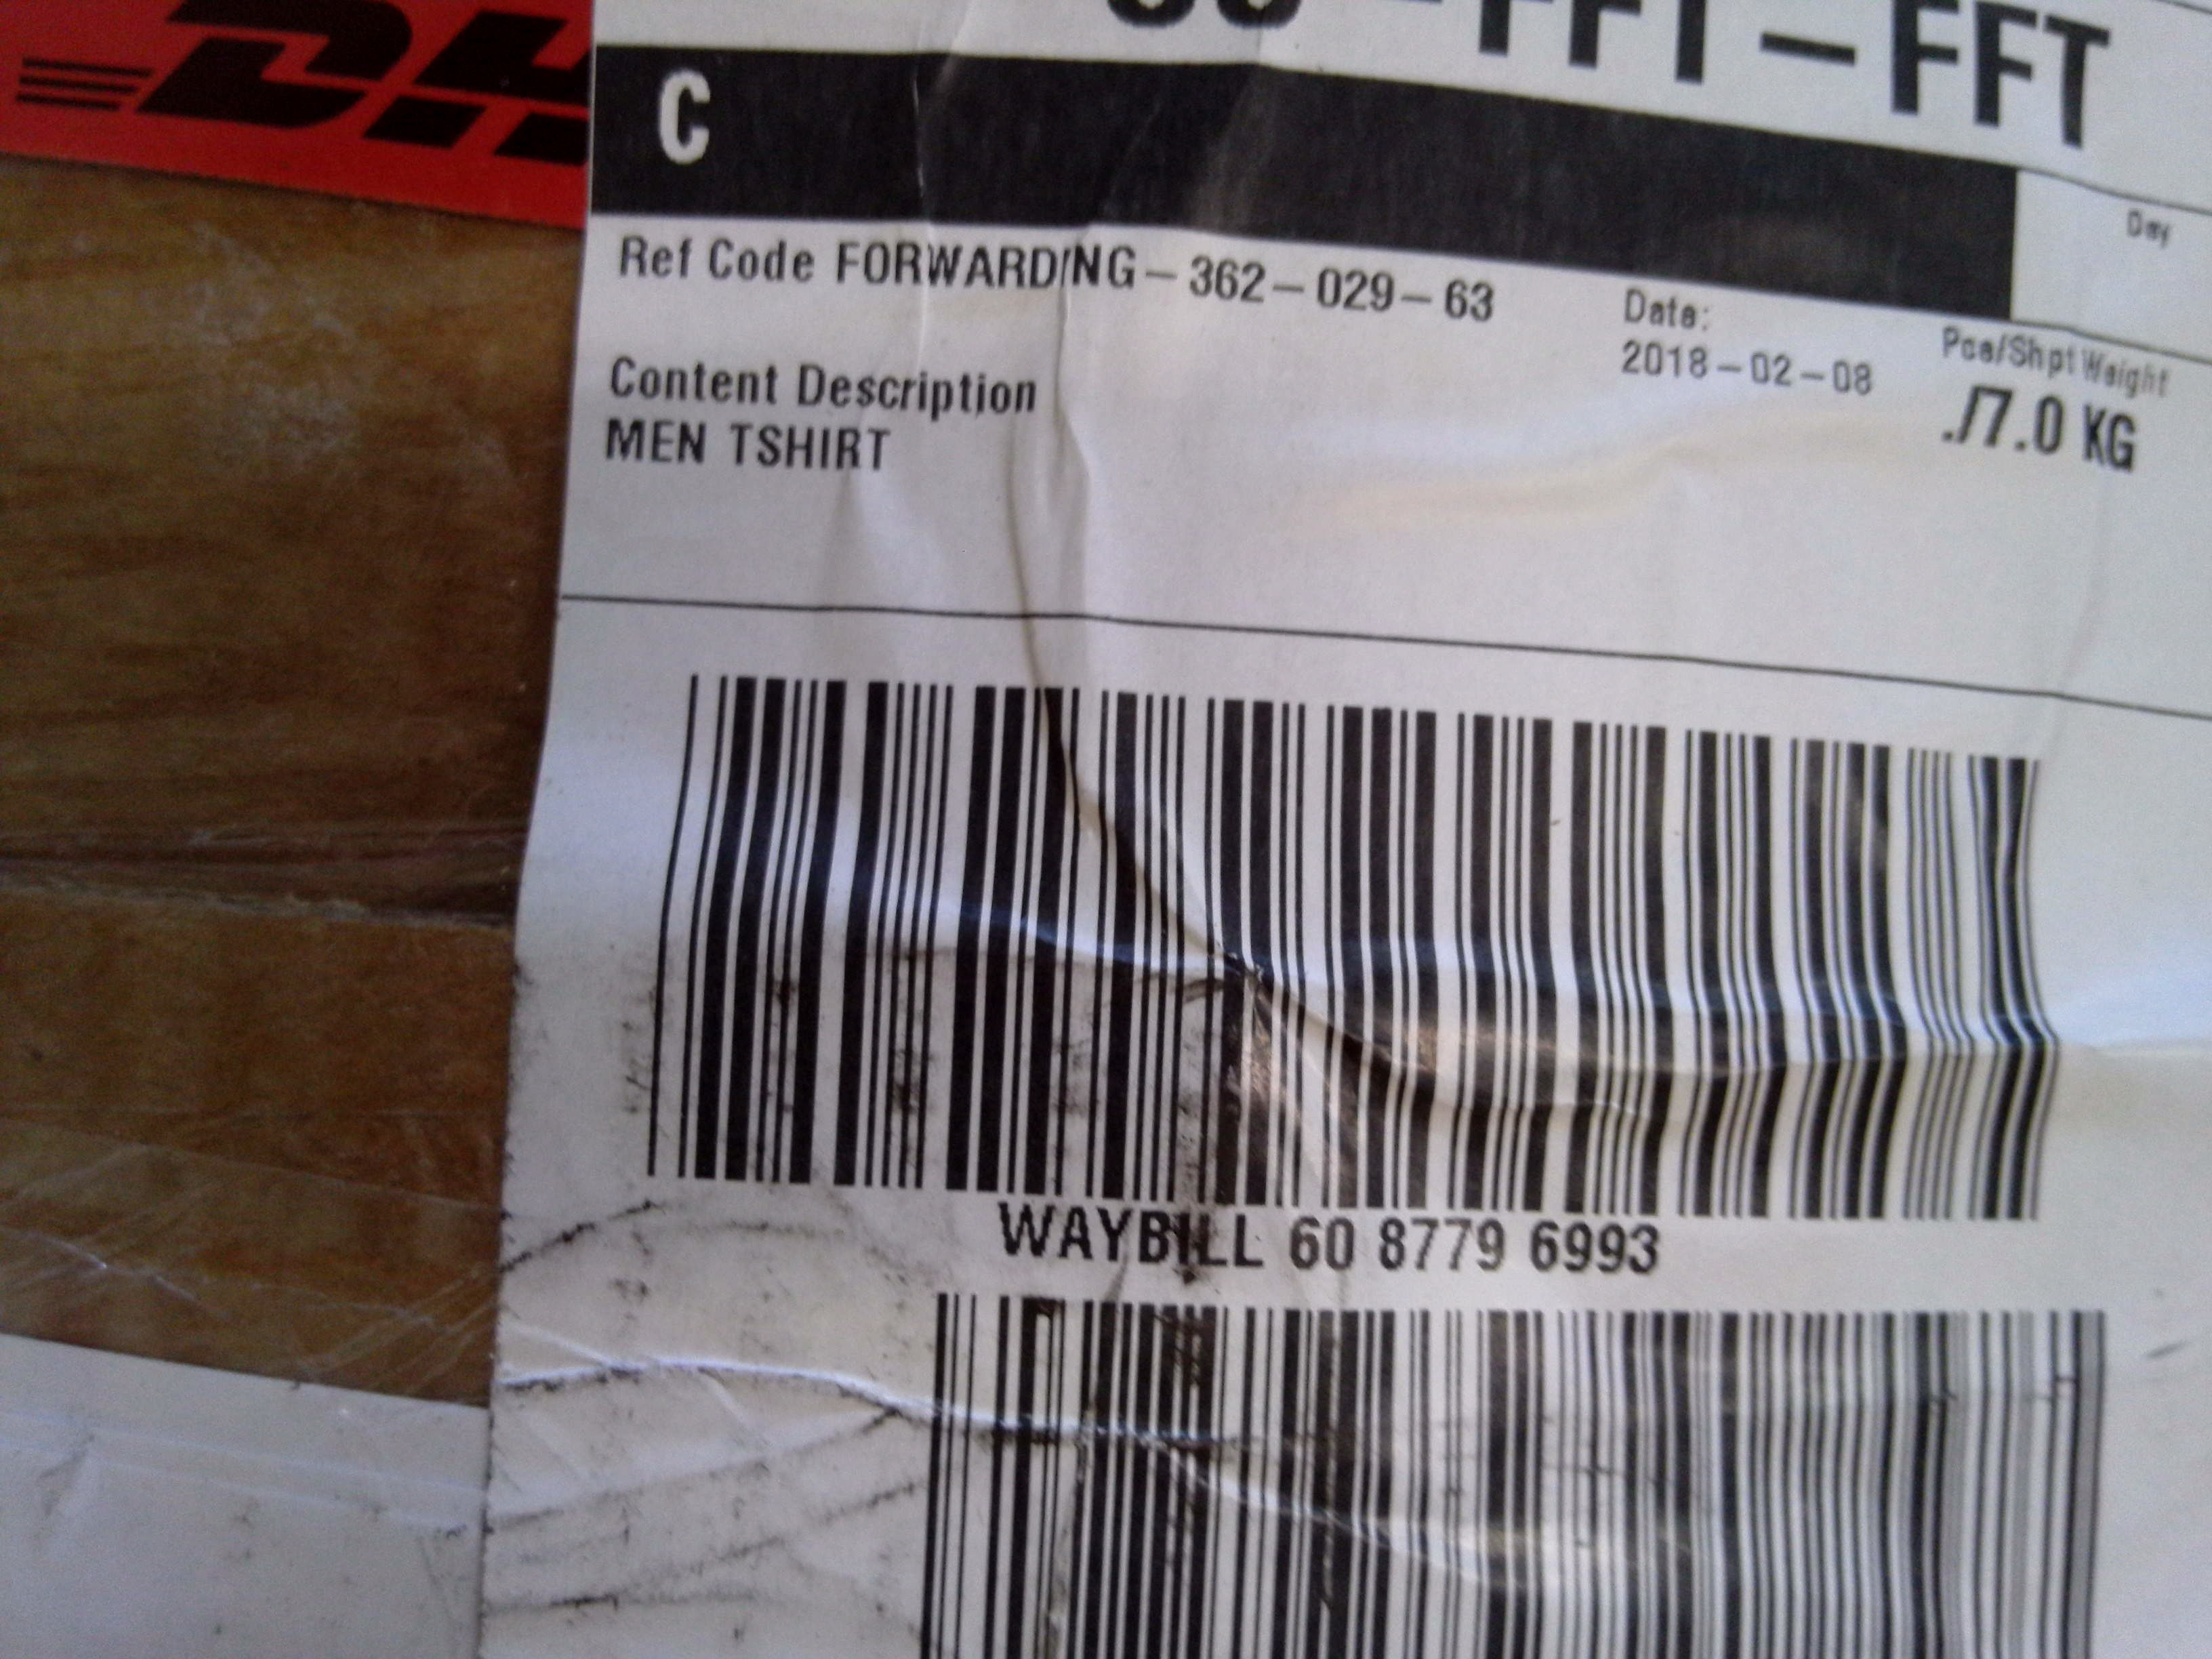 DH
FFT-FFT
C
Day
Ref Code FORWARDING-362-029-63
Date:
2018-02-08
Pce/Shpt Weight
./7.0 KG
Content Description
MEN TSHIRT
WAYBILL 60 8779 6993